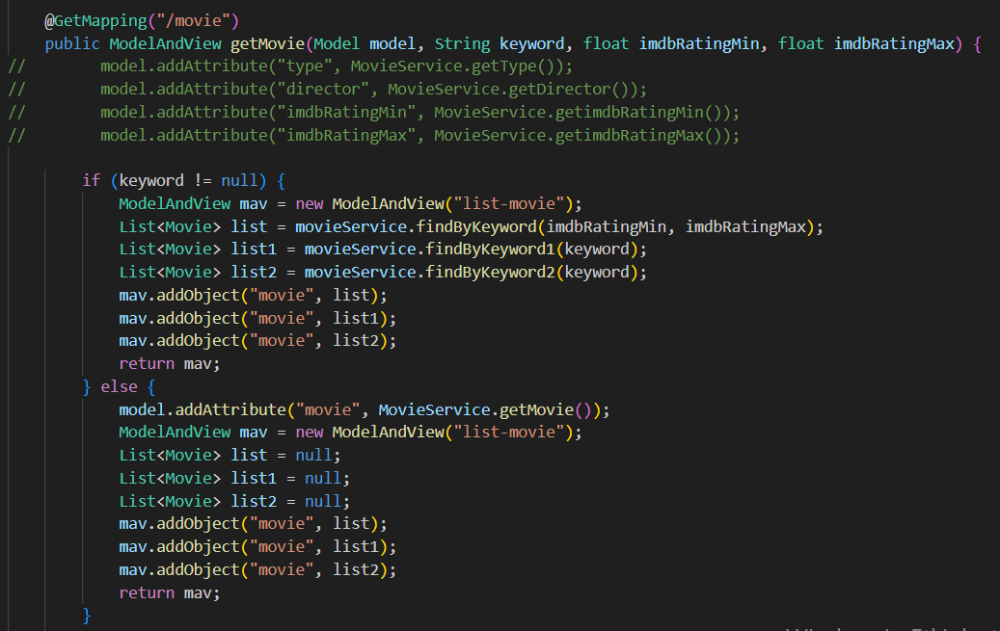 @GetMapping("/movie")
public ModelAndView getMovie(Model model, String keyword, float imdbRatingMin, float imdbRatingMax) {
// model.addAttribute("type", MovieService.getType());
// model.addAttribute("director", MovieService.getDirector());
// model.addAttribute("imdbRatingMin", MovieService.getimdbRatingMin());
// model.addAttribute("imdbRatingMax", MovieService.getimdbRatingMax());
if (keyword != null) {
ModelAndView mav = new ModelAndView("list-movie");
List<Movie> list = movieService.findByKeyword(imdbRatingMin, imdbRatingMax);
List<Movie> list1 = movieService.findByKeyword1(keyword);
List<Movie> list2 = movieService.findByKeyword2(keyword);
mav.addObject("movie", list);
mav.addObject("movie", list1);
mav.addObject("movie", list2);
return mav;
} else {
model.addAttribute("movie", MovieService.getMovie());
ModelAndView mav = new ModelAndView("list-movie");
List<Movie> list = null;
List<Movie> list1 = null;
List<Movie> list2 = null;
mav.addObject("movie", list);
mav.addObject("movie", list1);
mav.addObject("movie", list2);
return mav;
}